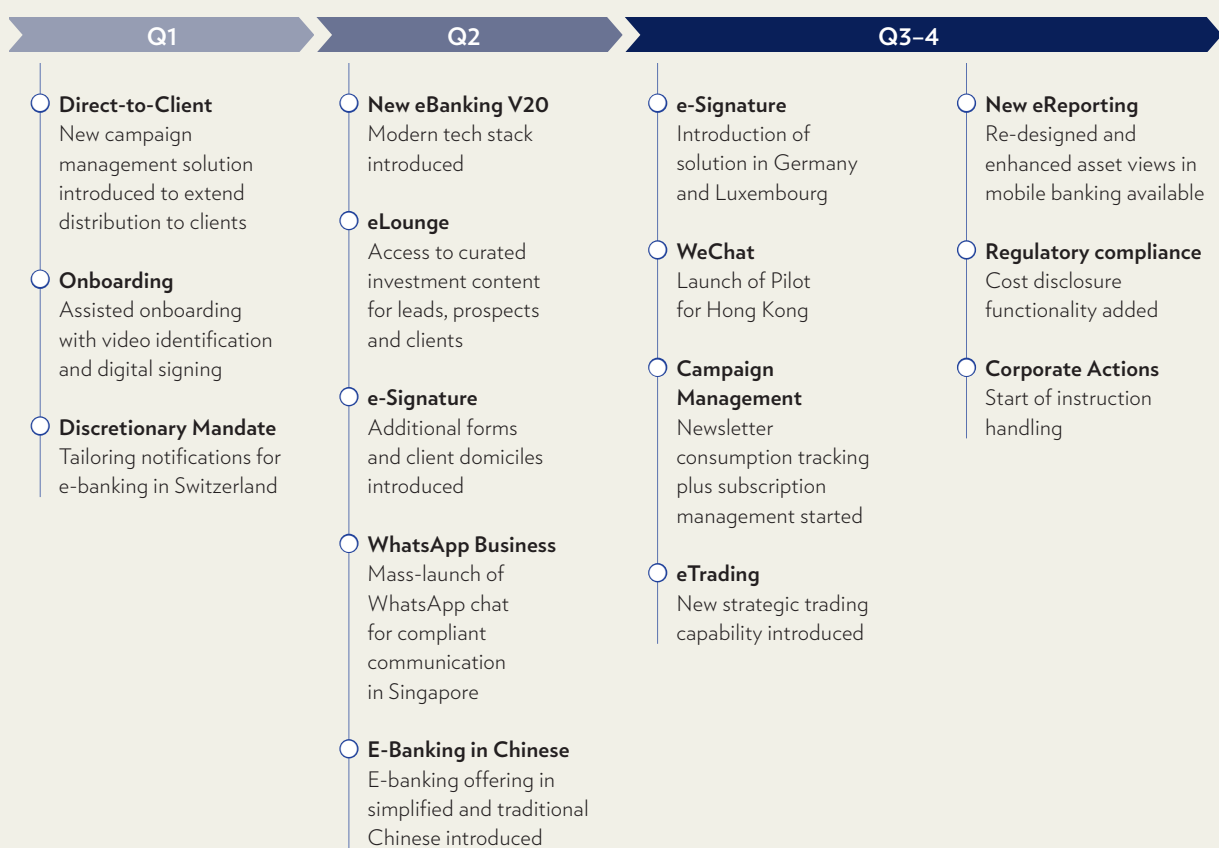 Q1
Direct-to-Client
New campaign
management solution
introduced to extend
distribution to clients
Onboarding
Assisted onboarding
with video identification
and digital signing
Discretionary Mandate
Tailoring notifications for
e-banking in Switzerland
Q2
New eBanking V20
Modern tech stack
introduced
eLounge
Access to curated
investment content
for leads, prospects
and clients
e-Signature
Additional forms
and client domiciles
introduced
WhatsApp Business
Mass-launch of
WhatsApp chat
for compliant
communication
in Singapore
E-Banking in Chinese
E-banking offering in
simplified and traditional
Chinese introduced
Q3–4
e-Signature
Introduction of
solution in Germany
and Luxembourg
WeChat
Launch of Pilot
for Hong Kong
Campaign
Management
Newsletter
consumption tracking
plus subscription
management started
eTrading
New strategic trading
capability introduced
New eReporting
Re-designed and
enhanced asset views in
mobile banking available
Regulatory compliance
Cost disclosure
functionality added
Corporate Actions
Start of instruction
handling